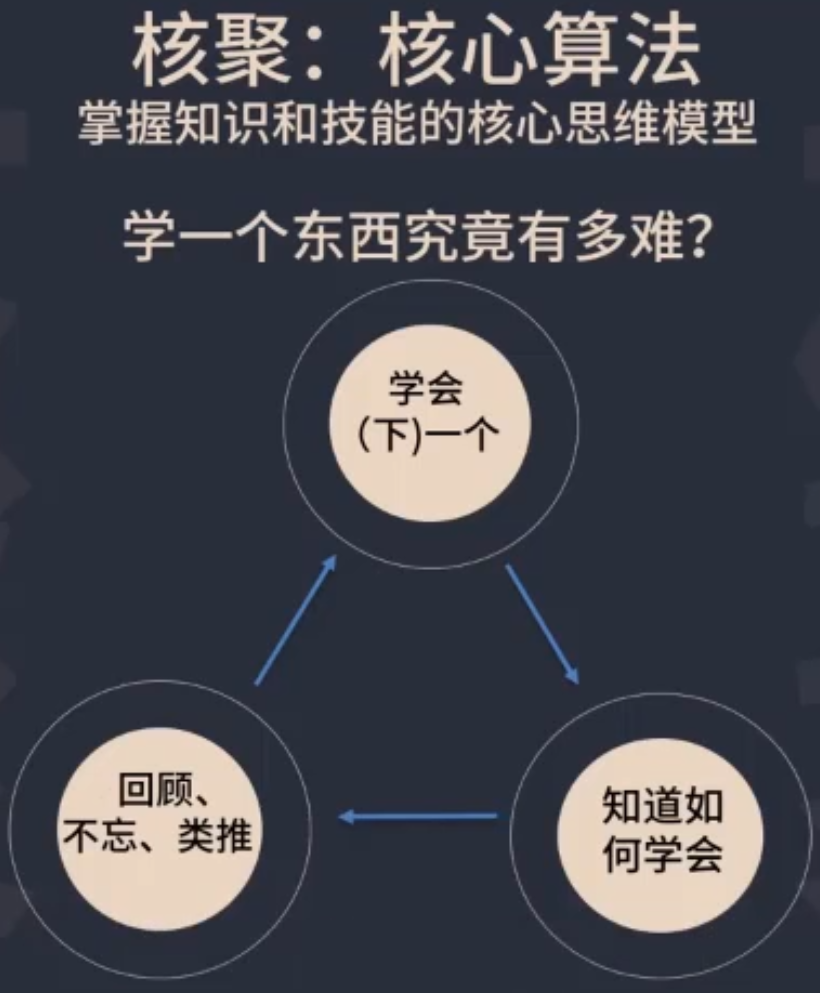 核聚：核心算法
掌握知识和技能的核心思维模型
学一个东西究竟有多难？
学会
（下)一个
回顾、
不忘、类推
知道如
何学会